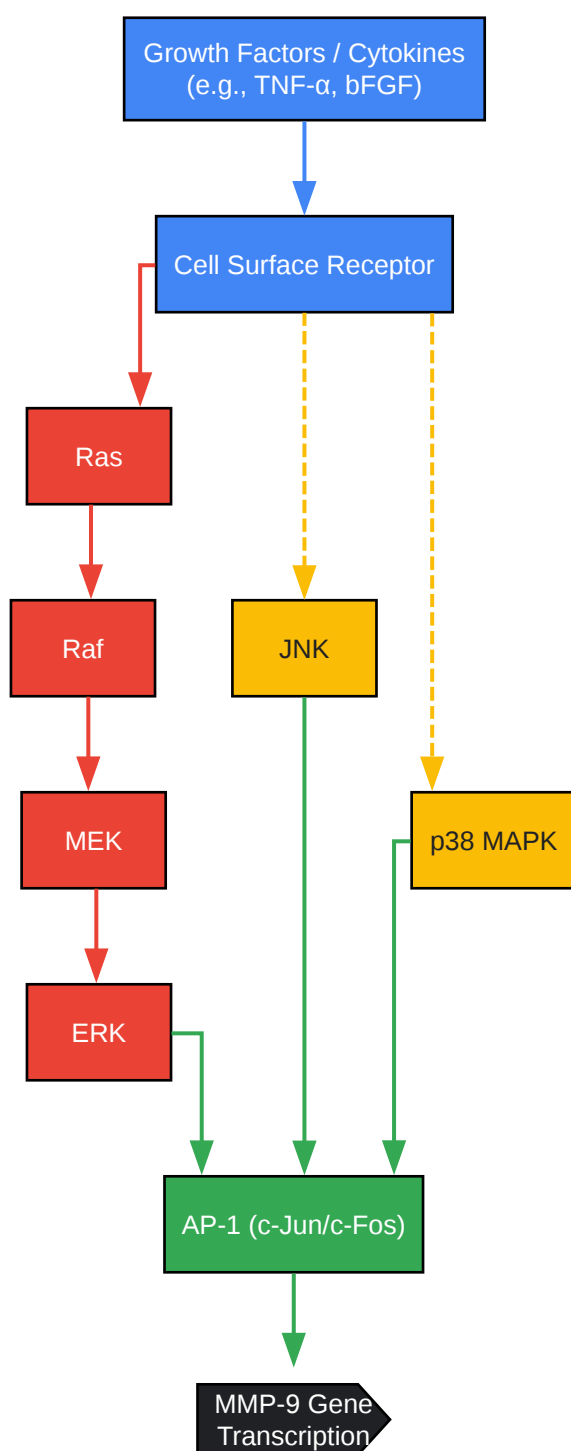 Growth Factors / Cytokines
(e.g., TNF-α, bFGF)
Cell Surface Receptor
Ras
Raf
JNK
MEK
p38 MAPK
ERK
AP-1 (c-Jun/c-Fos)
MMP-9 Gene
Transcription